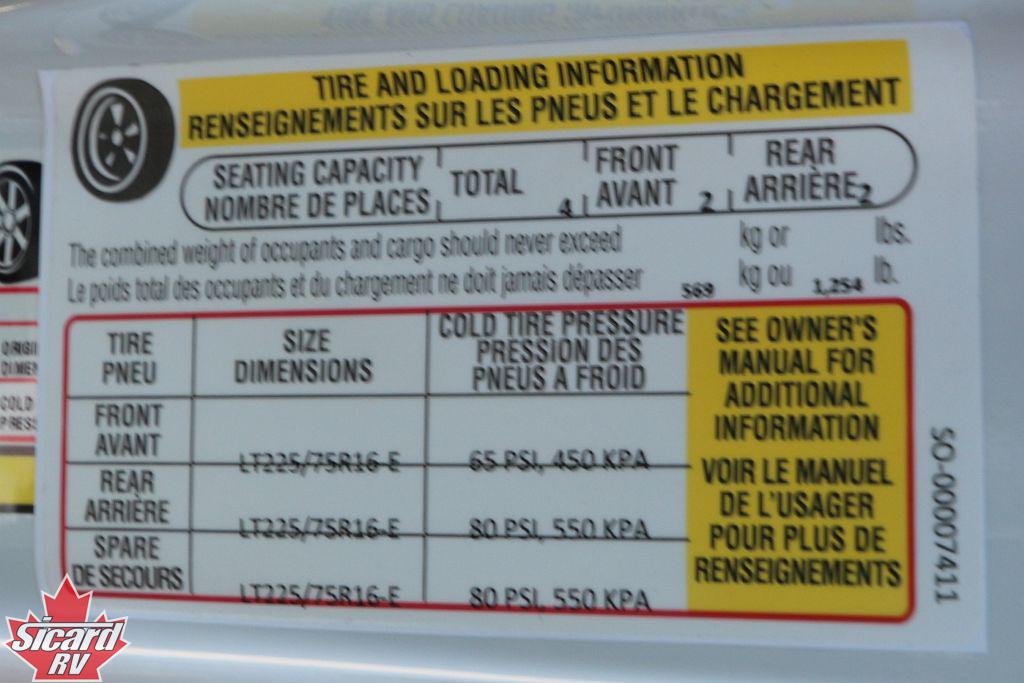 TIRE AND LOADING INFORMATION
RENSEIGNEMENTS SUR LES PNEUS ET LE CHARGEMENT
SEATING CAPACITY
NOMBRE DE PLACES
TOTAL 4
FRONT
AVANT 2
REAR
ARRIÈRE 2
The combined weight of occupants and cargo should never exceed kg or lbs.
Le poids total des occupants et du chargement ne doit jamais dépasser 569 kg ou 1,254 lb.
TIRE
PNEU
SIZE
DIMENSIONS
COLD TIRE PRESSURE
PRESSION DES
PNEUS A FROID
FRONT
AVANT
LT225/75R16-E
65 PSI, 450 KPA
REAR
ARRIÈRE
LT225/75R16-E
80 PSI, 550 KPA
SPARE
DE SECOURS
LT225/75R16-E
80 PSI, 550 KPA
SEE OWNER'S
MANUAL FOR
ADDITIONAL
INFORMATION
VOIR LE MANUEL
DE L'USAGER
POUR PLUS DE
RENSEIGNEMENTS
SO-00007411
COLD
Sicard
RV